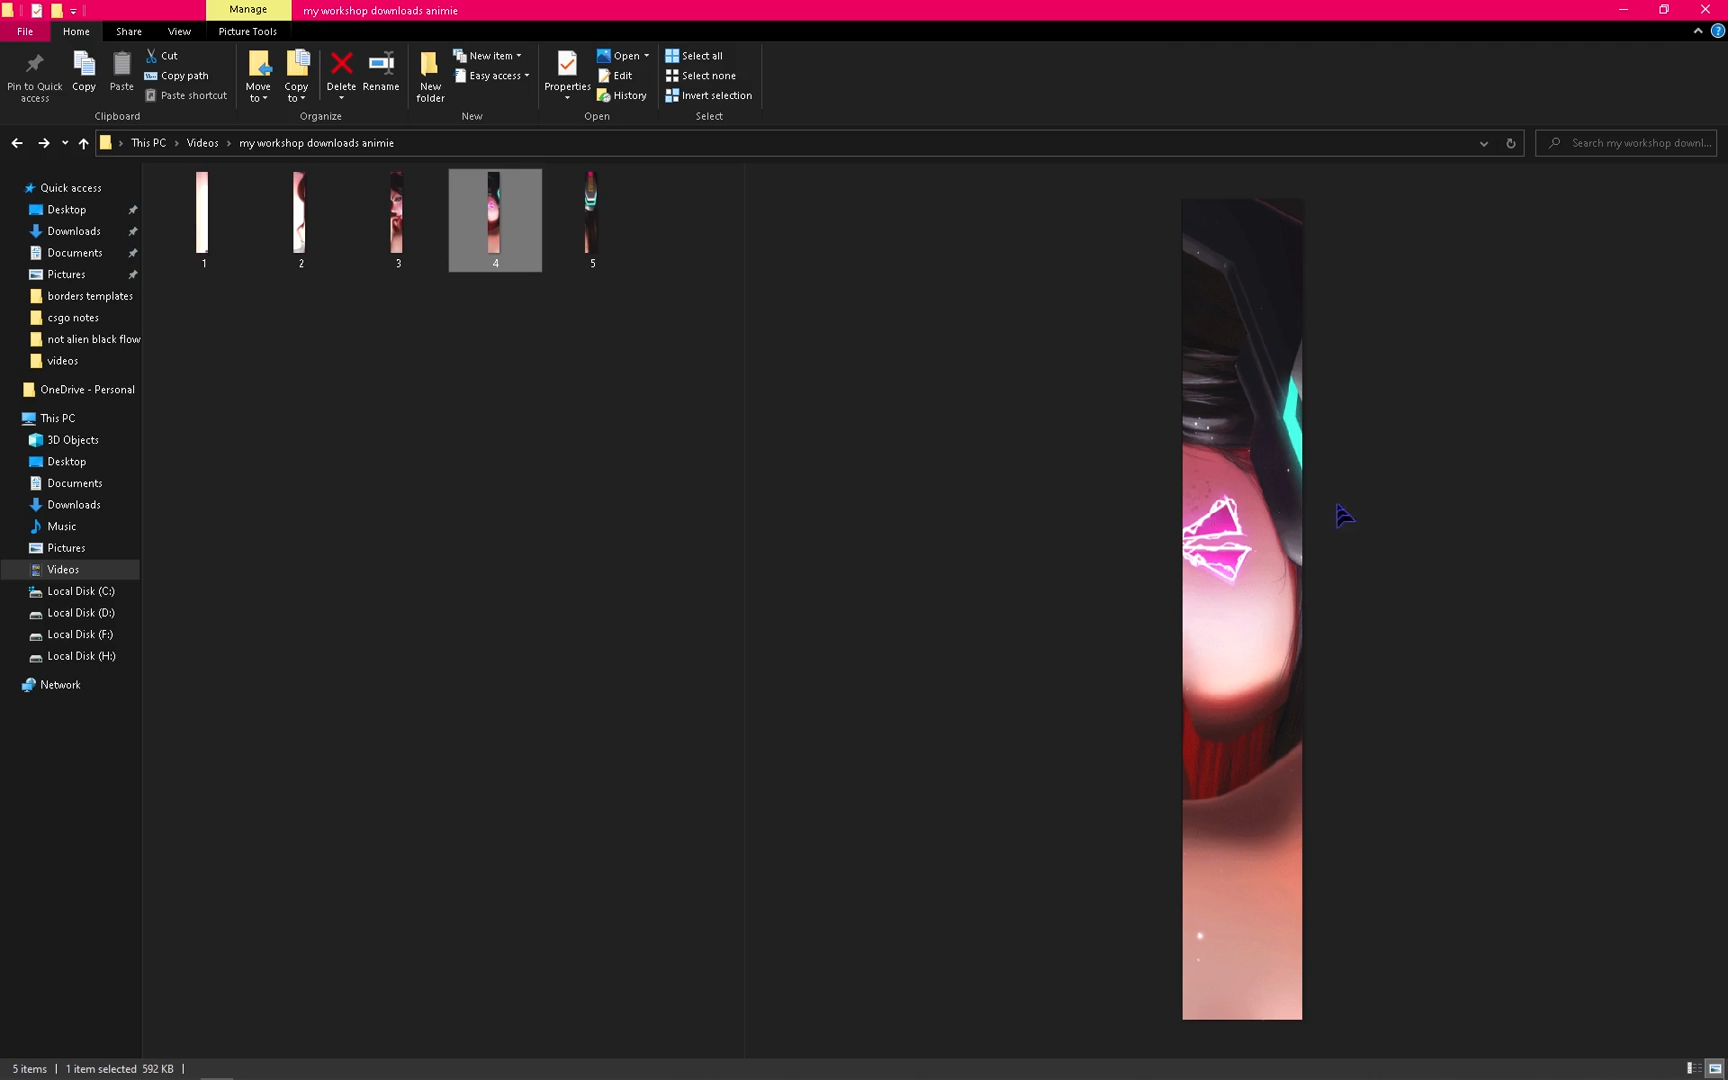 Manage
my workshop downloads animie
File
Home
Share
View
Picture Tools
Pin to Quick access
Copy
Paste
Cut
Copy path
Paste shortcut
Clipboard
Move to
Copy to
Delete
Rename
Organize
New folder
New item
Easy access
New
Properties
Open
Edit
History
Open
Select all
Select none
Invert selection
Select
This PC > Videos > my workshop downloads animie
Search my workshop downl...
Quick access
Desktop
Downloads
Documents
Pictures
borders templates
csgo notes
not alien black flow
videos
OneDrive - Personal
This PC
3D Objects
Desktop
Documents
Downloads
Music
Pictures
Videos
Local Disk (C:)
Local Disk (D:)
Local Disk (F:)
Local Disk (H:)
Network
1
2
3
4
5
5 items | 1 item selected 592 KB |